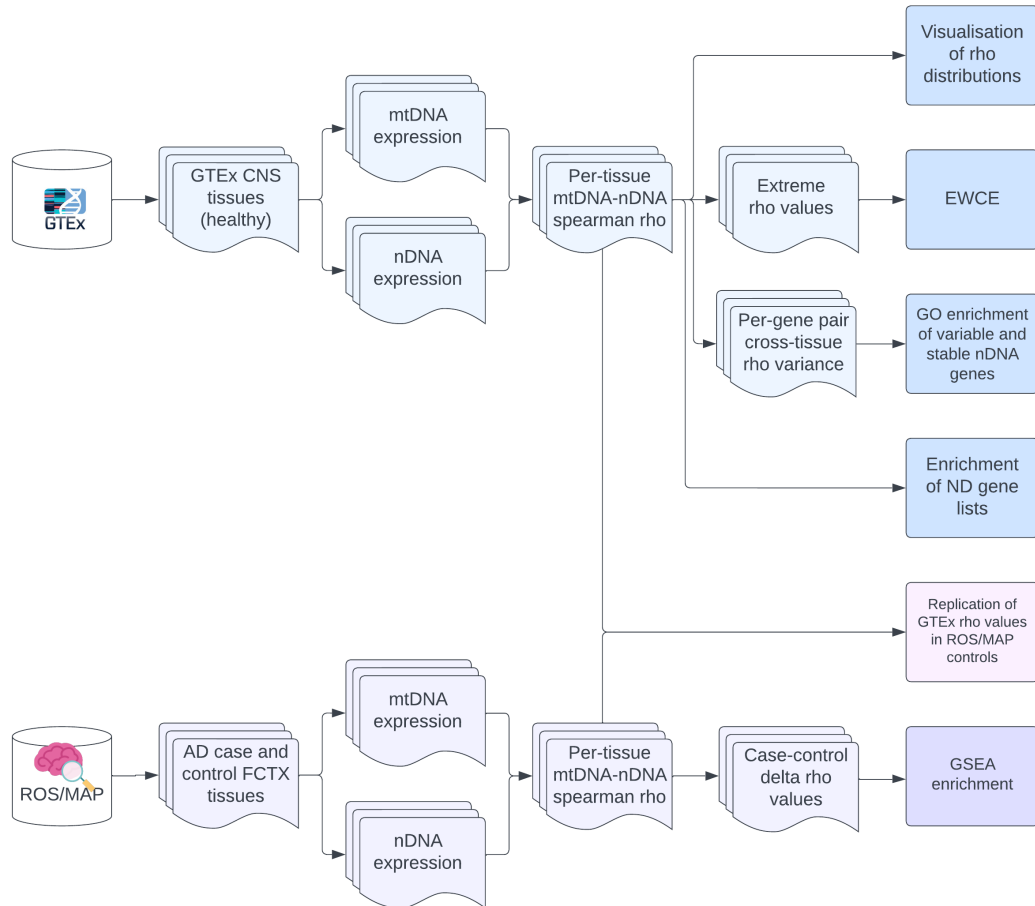 Visualisation
of rho
distributions
mtDNA
expression
GTEx CNS
tissues
(healthy)
Per-tissue
mtDNA-nDNA
spearman rho
Extreme
rho values
EWCE
GTEx
nDNA
expression
Per-gene pair
cross-tissue
rho variance
GO enrichment
of variable and
stable nDNA
genes
Enrichment
of ND gene
lists
Replication of
GTEx rho values
in ROS/MAP
controls
mtDNA
expression
ROS/MAP
AD case and
control FCTX
tissues
Per-tissue
mtDNA-nDNA
spearman rho
Case-control
delta rho
values
GSEA
enrichment
nDNA
expression